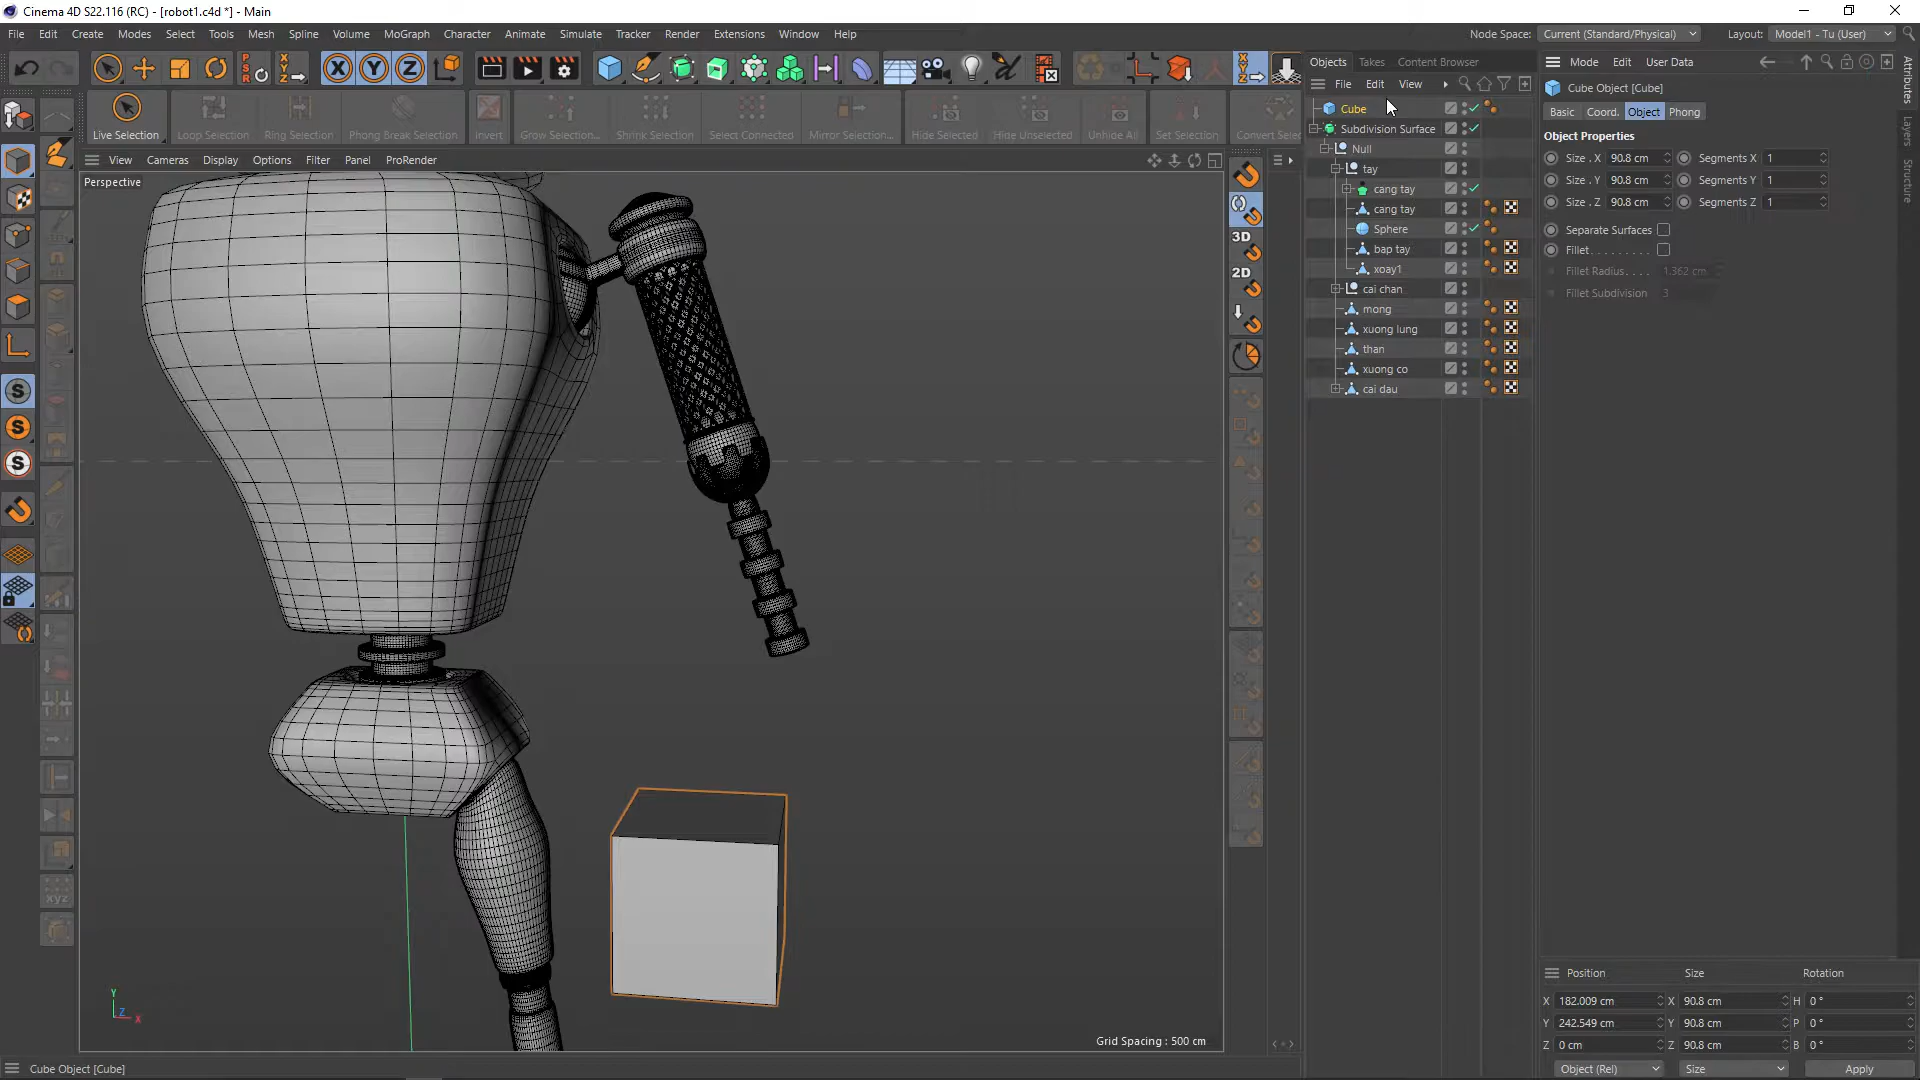 Cinema 4D S22.116 (RC) - [robot1.c4d *] - Main
File Edit Create Modes Select Tools Mesh Spline Volume MoGraph Character Animate Simulate Tracker Render Extensions Window Help
Node Space: Current (Standard/Physical) Layout: Model1 - Tu (User)
Live Selection Loop Selection Ring Selection Phong Break Selection Invert Grow Selection... Shrink Selection Select Connected Mirror Selection... Hide Selected Hide Unselected Unhide All Set Selection Convert Selec
View Cameras Display Options Filter Panel ProRender
Perspective
PSR
XYZ
X Y Z
S
S
S
xyz
3D
2D
Grid Spacing : 500 cm
Y
Z
X
Cube Object [Cube]
Objects Takes Content Browser
File Edit View
Cube
Subdivision Surface
Null
tay
cang tay
cang tay
Sphere
bap tay
xoay1
cai chan
mong
xuong lung
than
xuong co
cai dau
Mode Edit User Data
Cube Object [Cube]
Basic Coord. Object Phong
Object Properties
Size . X 90.8 cm Segments X 1
Size . Y 90.8 cm Segments Y 1
Size . Z 90.8 cm Segments Z 1
Separate Surfaces
Fillet. . . . . . . . .
Fillet Radius. . . . 1.362 cm
Fillet Subdivision 3
Attributes
Layers
Structure
Position Size Rotation
X 182.009 cm X 90.8 cm H 0 °
Y 242.549 cm Y 90.8 cm P 0 °
Z 0 cm Z 90.8 cm B 0 °
Object (Rel) Size Apply